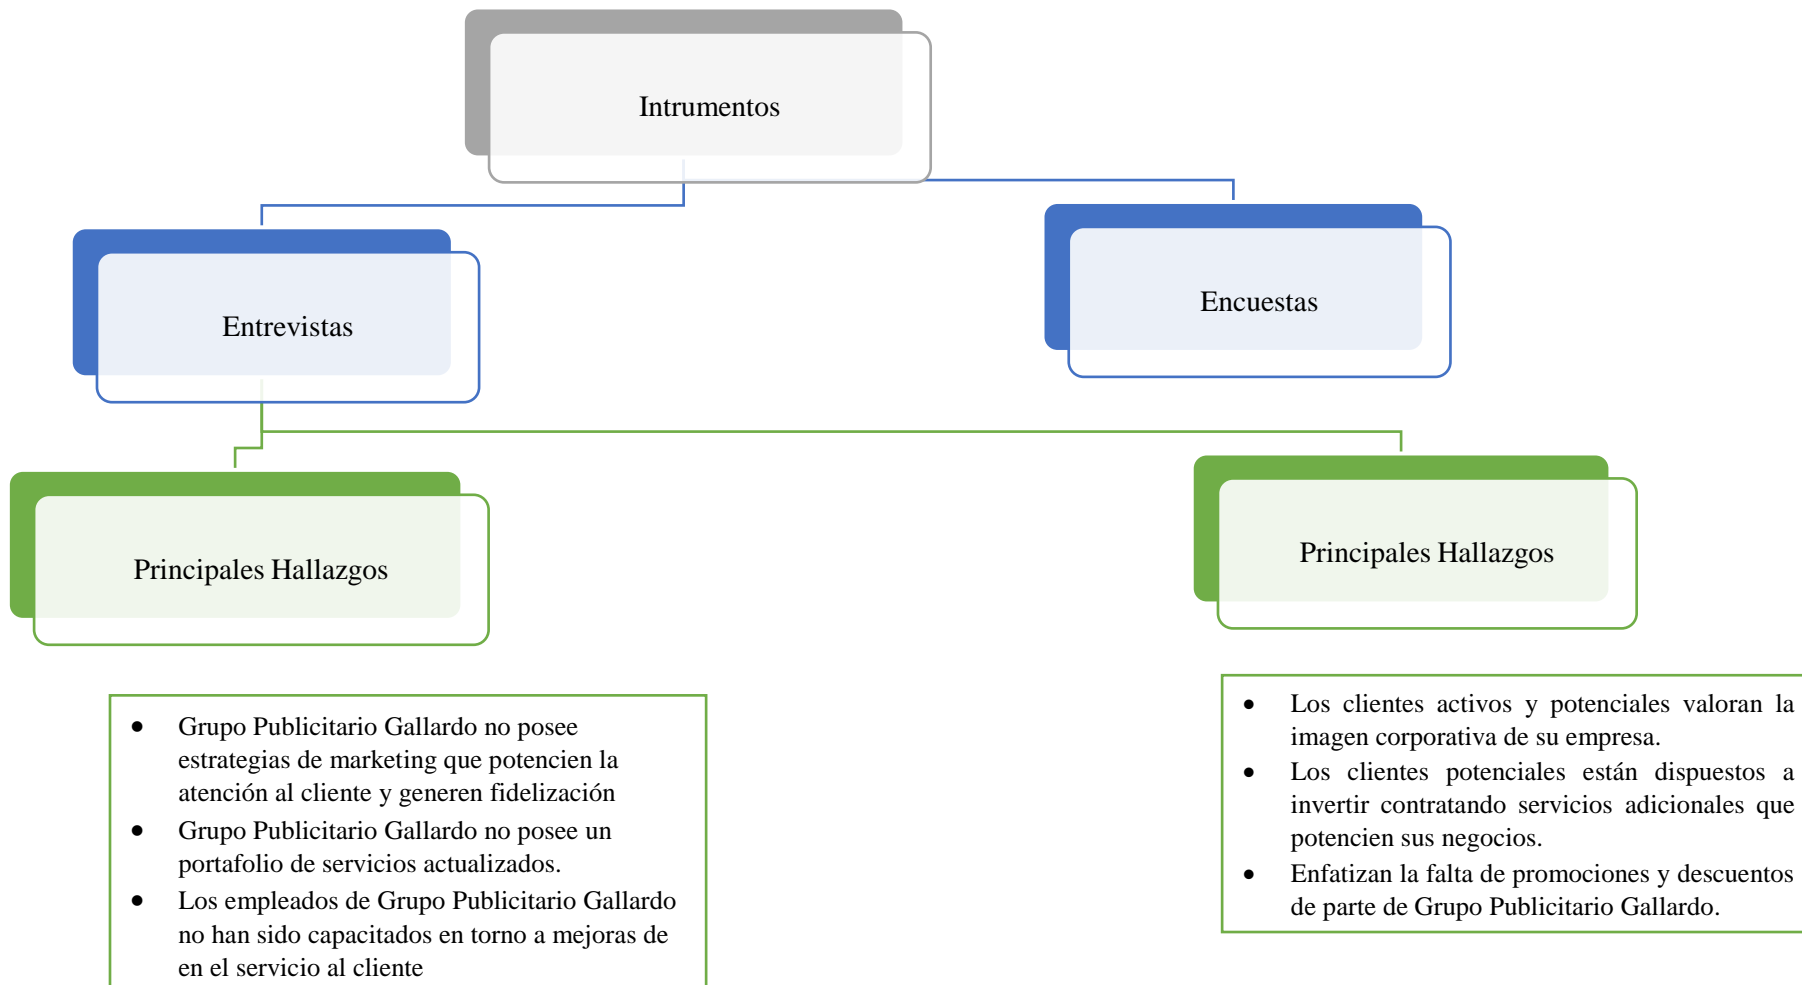 Intrumentos
Entrevistas
Encuestas
Principales Hallazgos
Principales Hallazgos
• Grupo Publicitario Gallardo no posee
estrategias de marketing que potencien la
atención al cliente y generen fidelización
• Grupo Publicitario Gallardo no posee un
portafolio de servicios actualizados.
• Los empleados de Grupo Publicitario Gallardo
no han sido capacitados en torno a mejoras de
en el servicio al cliente
• Los clientes activos y potenciales valoran la
imagen corporativa de su empresa.
• Los clientes potenciales están dispuestos a
invertir contratando servicios adicionales que
potencien sus negocios.
• Enfatizan la falta de promociones y descuentos
de parte de Grupo Publicitario Gallardo.